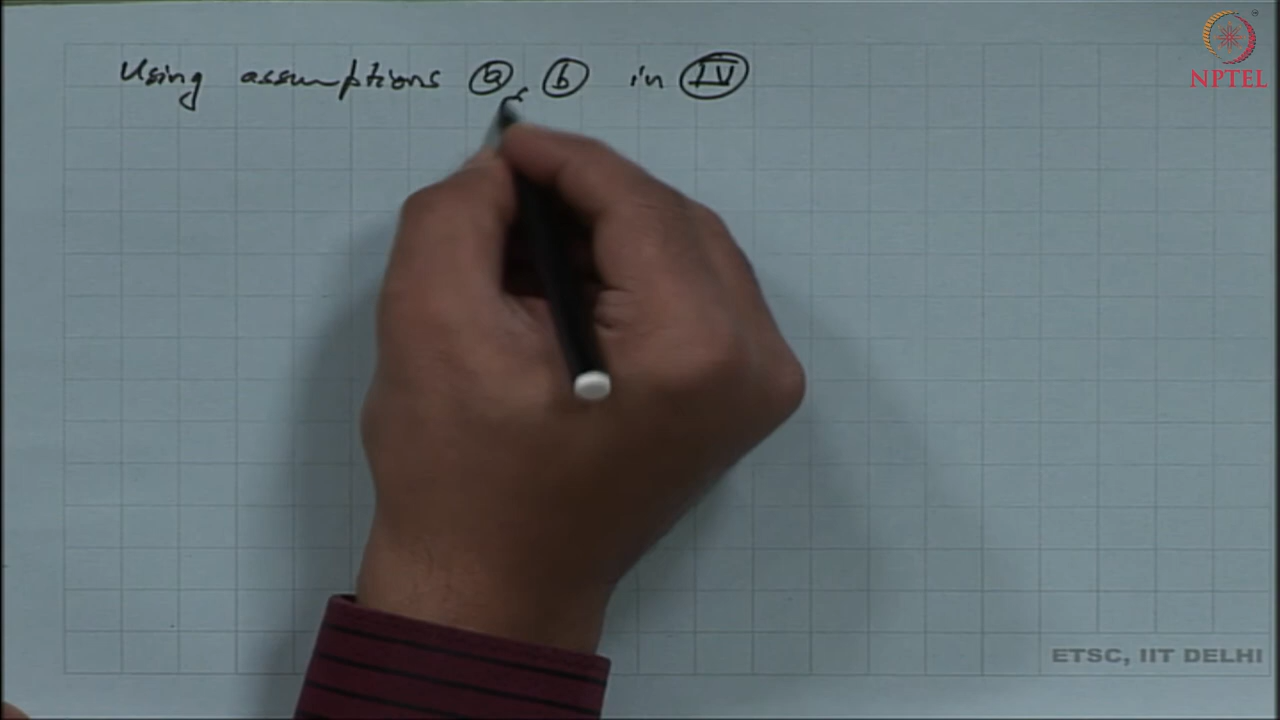 Using assumptions a, b in IV
NPTEL
ETSC, IIT DELHI